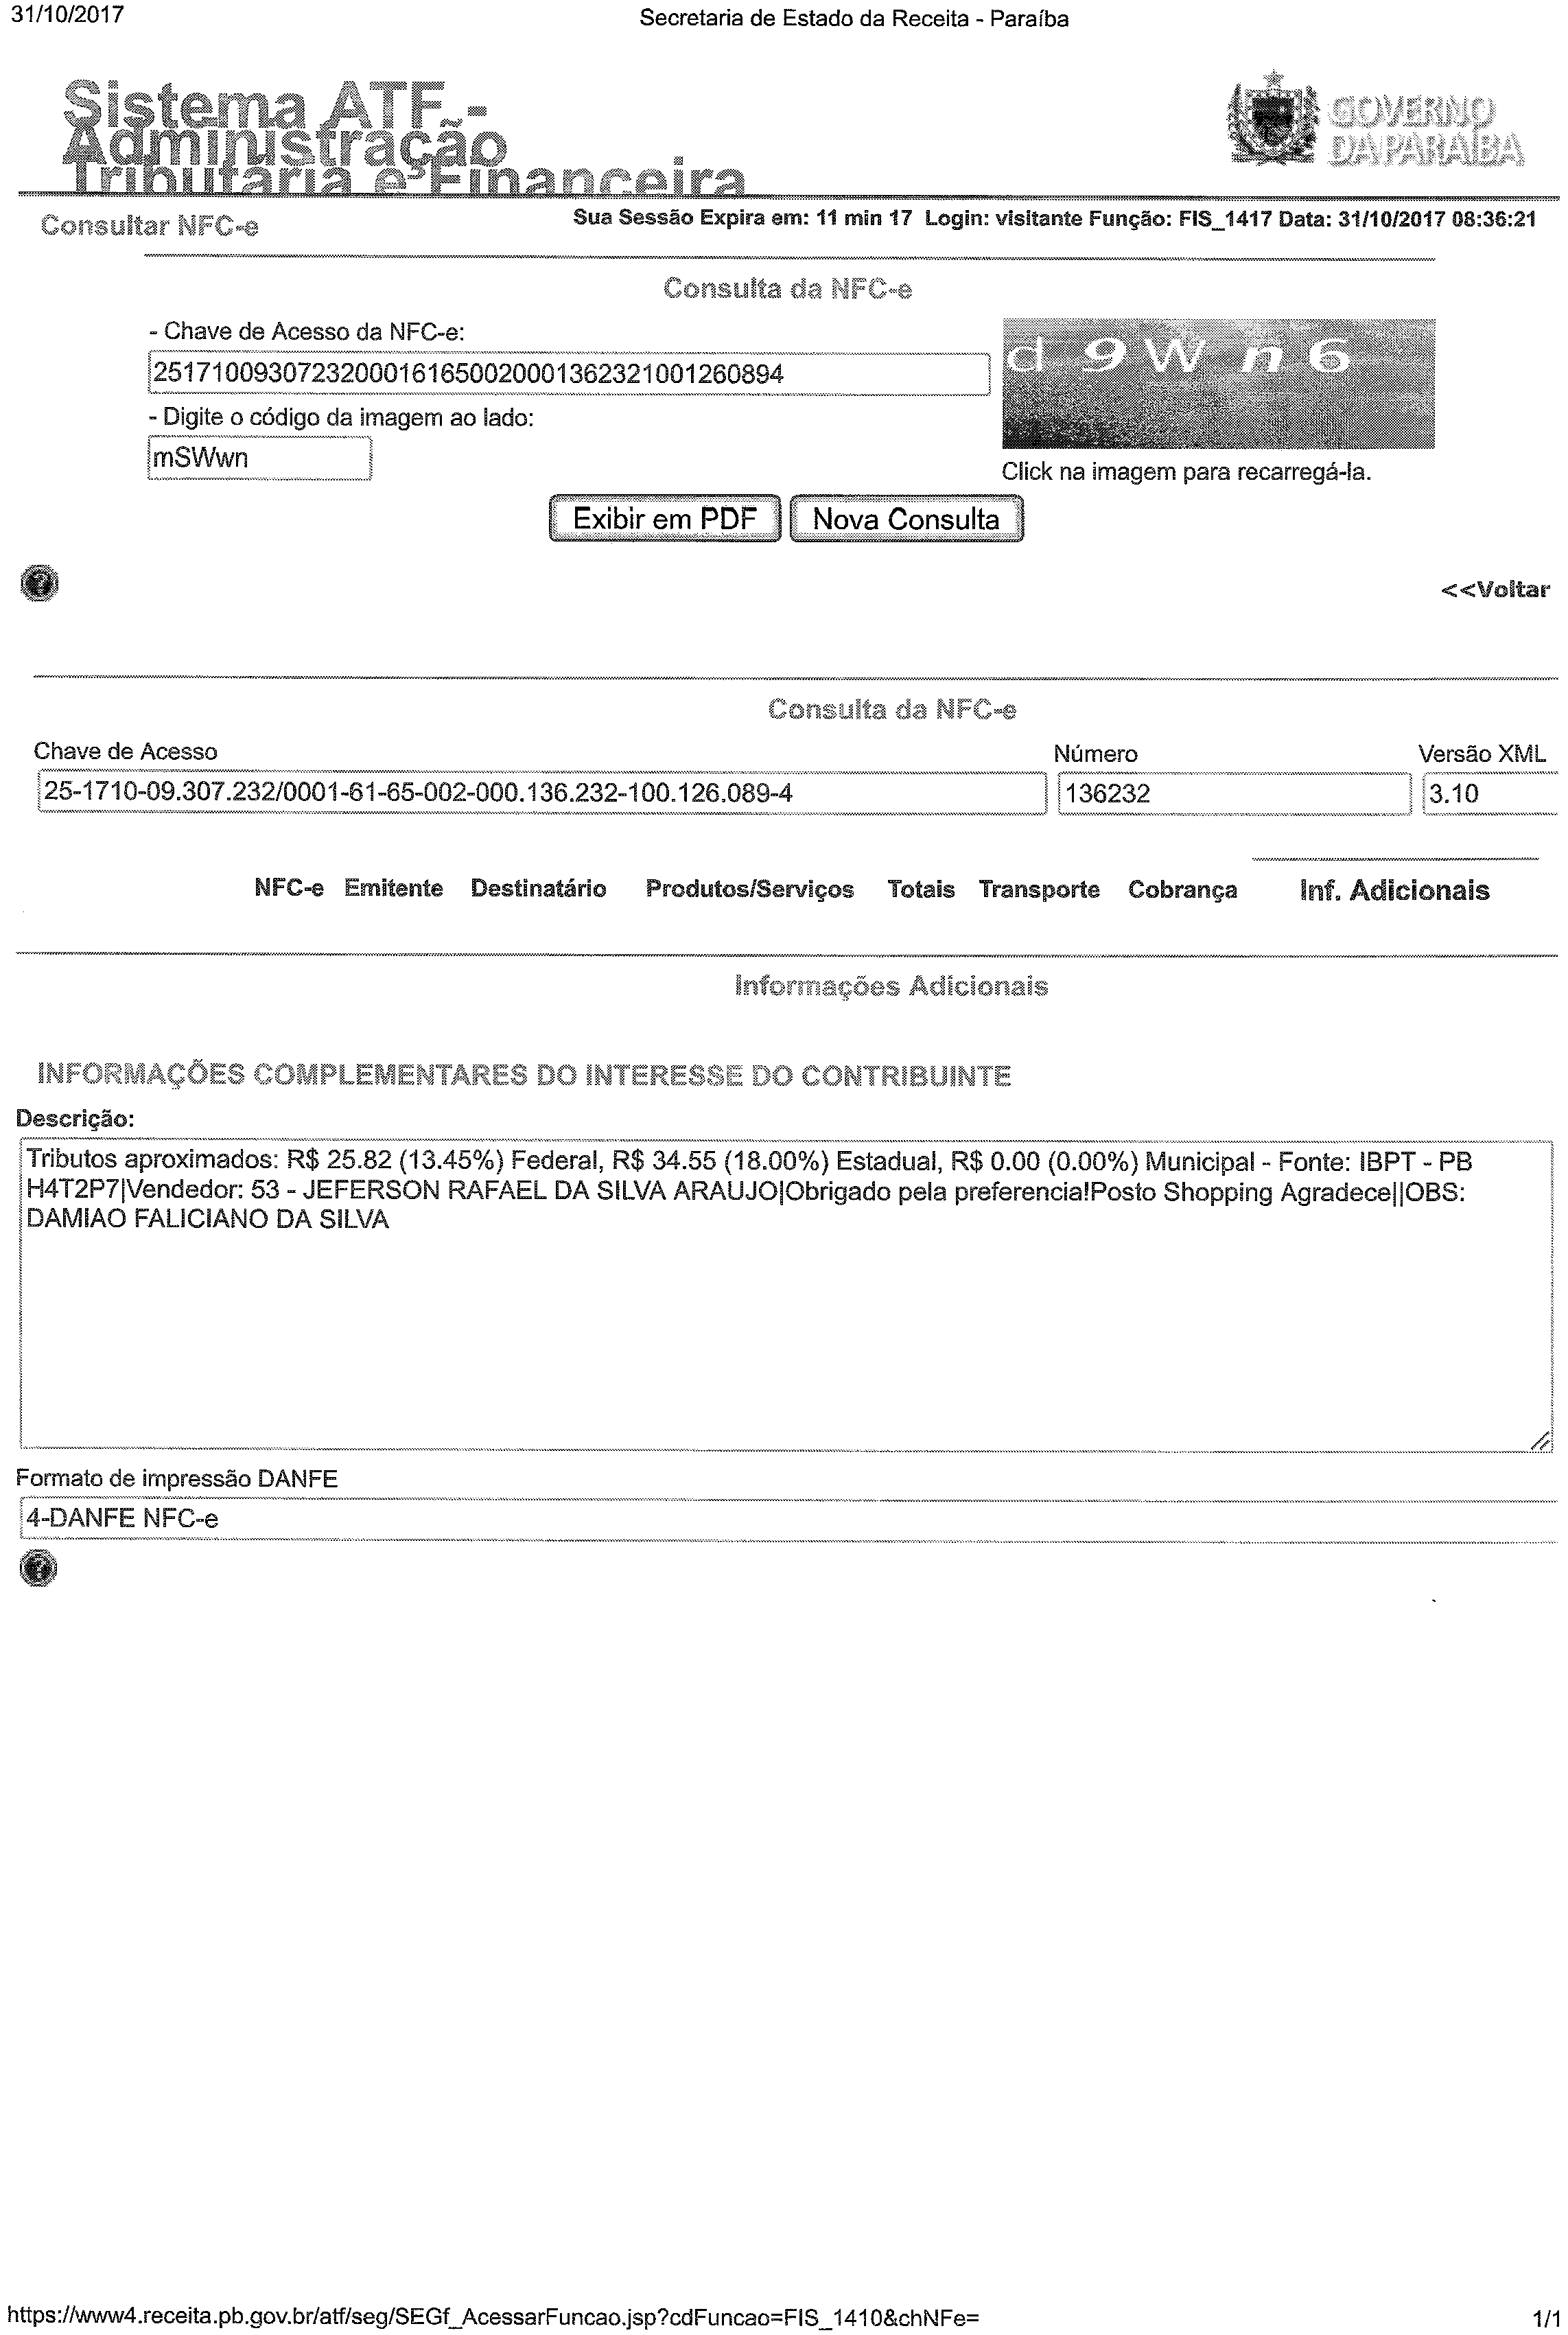 31/10/2017 Secretaria de Estado da Receita - Paraíba
Sistema ATF -
Administração
Tributária e Financeira
GOVERNO
DA PARAÍBA
Consultar NFC-e Sua Sessão Expira em: 11 min 17 Login: visitante Função: FIS_1417 Data: 31/10/2017 08:36:21
Consulta da NFC-e
- Chave de Acesso da NFC-e:
25171009307232000161650020001362321001260894
d 9 W n 6
- Digite o código da imagem ao lado:
mSWwn
Click na imagem para recarregá-la.
Exibir em PDF Nova Consulta
<<Voltar
Consulta da NFC-e
Chave de Acesso Número Versão XML
25-1710-09.307.232/0001-61-65-002-000.136.232-100.126.089-4 136232 3.10
NFC-e Emitente Destinatário Produtos/Serviços Totais Transporte Cobrança Inf. Adicionais
Informações Adicionais
INFORMAÇÕES COMPLEMENTARES DO INTERESSE DO CONTRIBUINTE
Descrição:
Tributos aproximados: R$ 25.82 (13.45%) Federal, R$ 34.55 (18.00%) Estadual, R$ 0.00 (0.00%) Municipal - Fonte: IBPT - PB
H4T2P7|Vendedor: 53 - JEFERSON RAFAEL DA SILVA ARAUJO|Obrigado pela preferencia!Posto Shopping Agradece||OBS:
DAMIAO FALICIANO DA SILVA
Formato de impressão DANFE
4-DANFE NFC-e
https://www4.receita.pb.gov.br/atf/seg/SEGf_AcessarFuncao.jsp?cdFuncao=FIS_1410&chNFe= 1/1